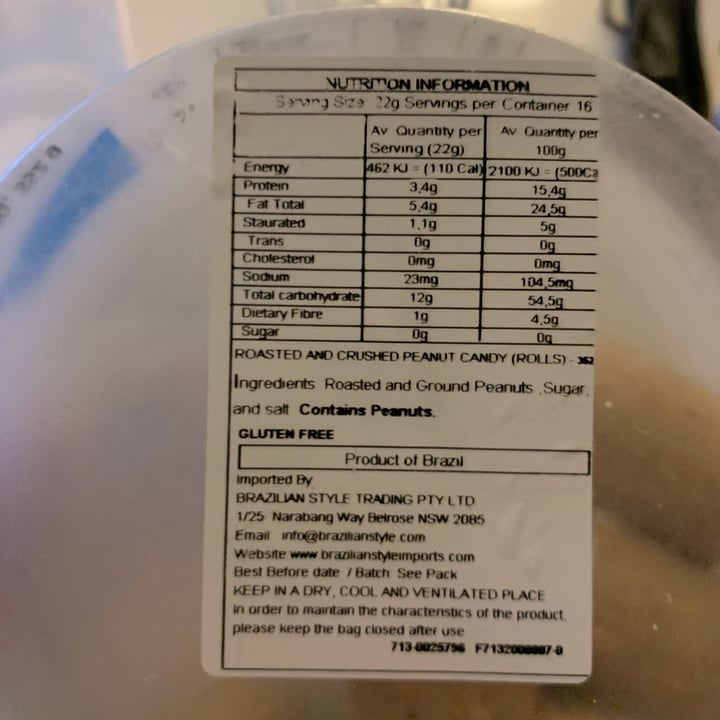 NUTRITION INFORMATION
Serving Size 22g Servings per Container 16
Av Quantity per Serving (22g) Av Quantity per 100g
Energy 462 KJ = (110 Cal) 2100 KJ = (500Ca
Protein 3,4g 15,4g
Fat Total 5,4g 24,5g
Staurated 1,1g 5g
Trans 0g 0g
Cholesterol 0mg 0mg
Sodium 23mg 104,5mg
Total carbohydrate 12g 54,5g
Dietary Fibre 1g 4,5g
Sugar 0g 0g
ROASTED AND CRUSHED PEANUT CANDY (ROLLS) - 352
Ingredients Roasted and Ground Peanuts ,Sugar,
and salt Contains Peanuts.
GLUTEN FREE
Product of Brazil
Imported By
BRAZILIAN STYLE TRADING PTY LTD
1/25 Narabang Way Belrose NSW 2085
Email info@brazilianstyle.com
Website www.brazilianstyleimports.com
Best Before date / Batch See Pack
KEEP IN A DRY, COOL AND VENTILATED PLACE
In order to maintain the characteristics of the product,
please keep the bag closed after use
713-0025796 F7132000807-0